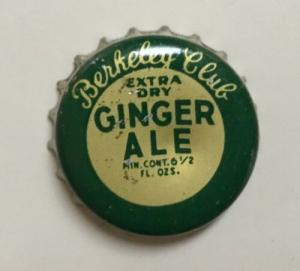 Berkeley Club
EXTRA
DRY
GINGER
ALE
MIN. CONT. 6 1/2
FL. OZS.